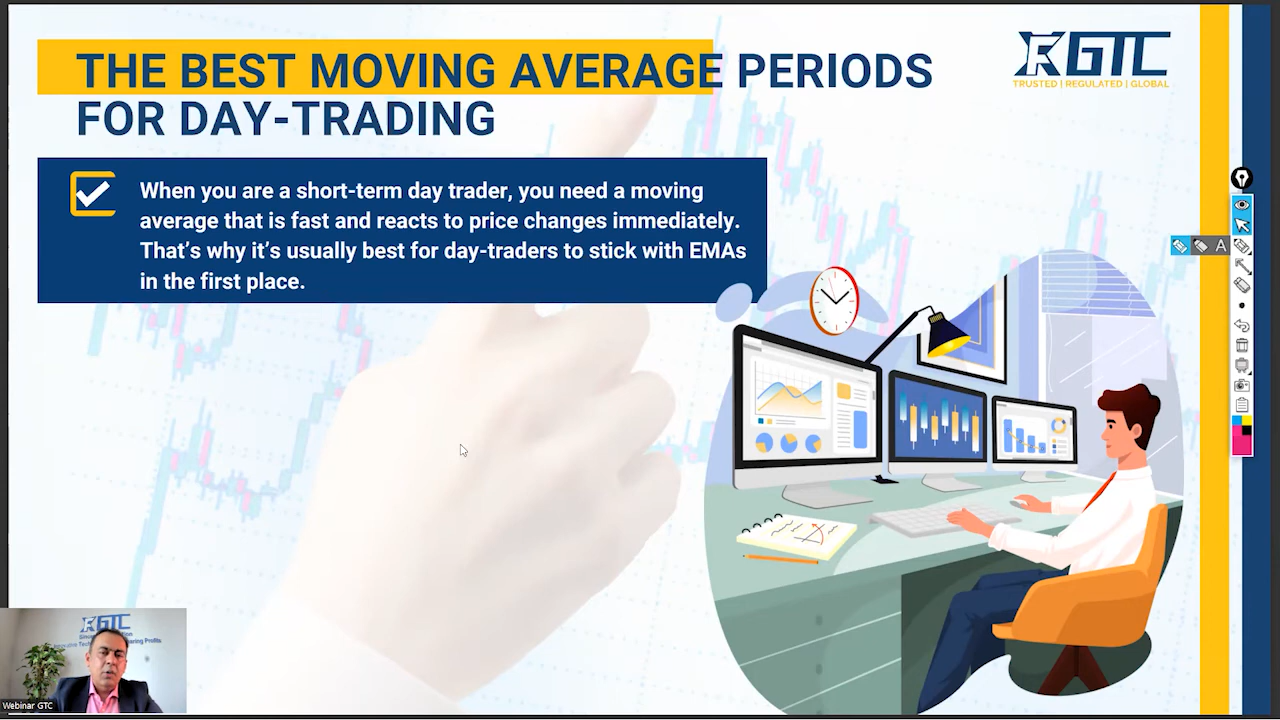 THE BEST MOVING AVERAGE PERIODS
FOR DAY-TRADING
GTC
TRUSTED | REGULATED | GLOBAL
When you are a short-term day trader, you need a moving
average that is fast and reacts to price changes immediately.
That's why it's usually best for day-traders to stick with EMAs
in the first place.
A
GTC
Webinar GTC